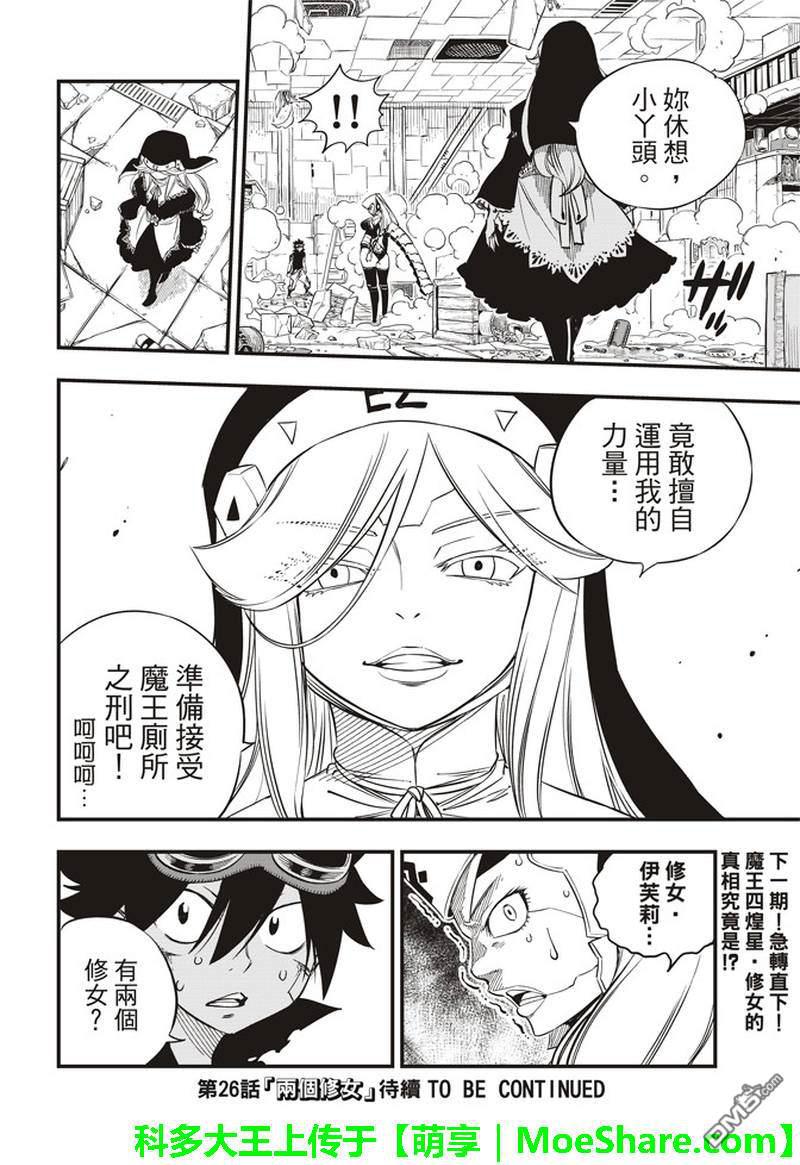 妳休想，
小丫頭。
!!
竟敢擅自
運用我的
力量…
EZ
準備接受
魔王廁所
之刑吧！
呵呵呵…
修女·
伊芙莉…
有兩個
修女？
下一期！急轉直下！
魔王四煌星·修女的
真相究竟是!?
第26話「兩個修女」待續 TO BE CONTINUED
DM5.com
科多大王上传于【萌享】|MoeShare.com】